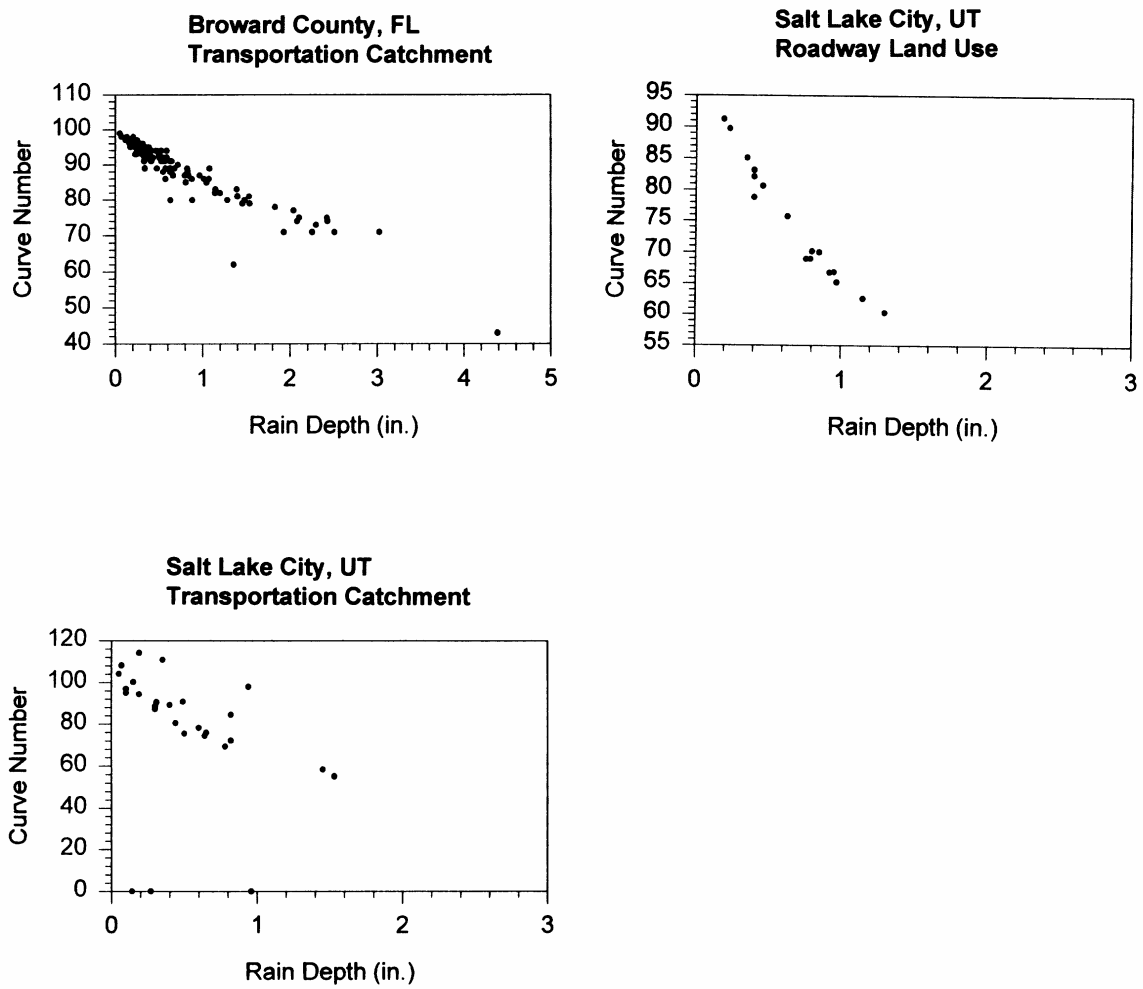 Broward County, FL
Transportation Catchment
110
100
90
80
70
60
50
40
Curve Number
0 1 2 3 4 5
Rain Depth (in.)
Salt Lake City, UT
Roadway Land Use
95
90
85
80
75
70
65
60
55
Curve Number
0 1 2 3
Rain Depth (in.)
Salt Lake City, UT
Transportation Catchment
120
100
80
60
40
20
0
Curve Number
0 1 2 3
Rain Depth (in.)